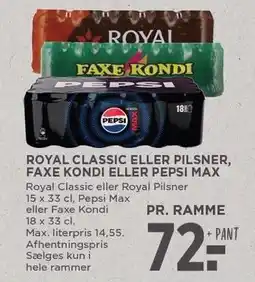 ROYAL
FAXE KONDI
PEPSI
PEPSI
MAX
18
ROYAL CLASSIC ELLER PILSNER,
FAXE KONDI ELLER PEPSI MAX
Royal Classic eller Royal Pilsner
15 x 33 cl, Pepsi Max
eller Faxe Kondi
18 x 33 cl.
Max. literpris 14,55.
Afhentningspris
Sælges kun i
hele rammer
PR. RAMME
72.-
+ PANT